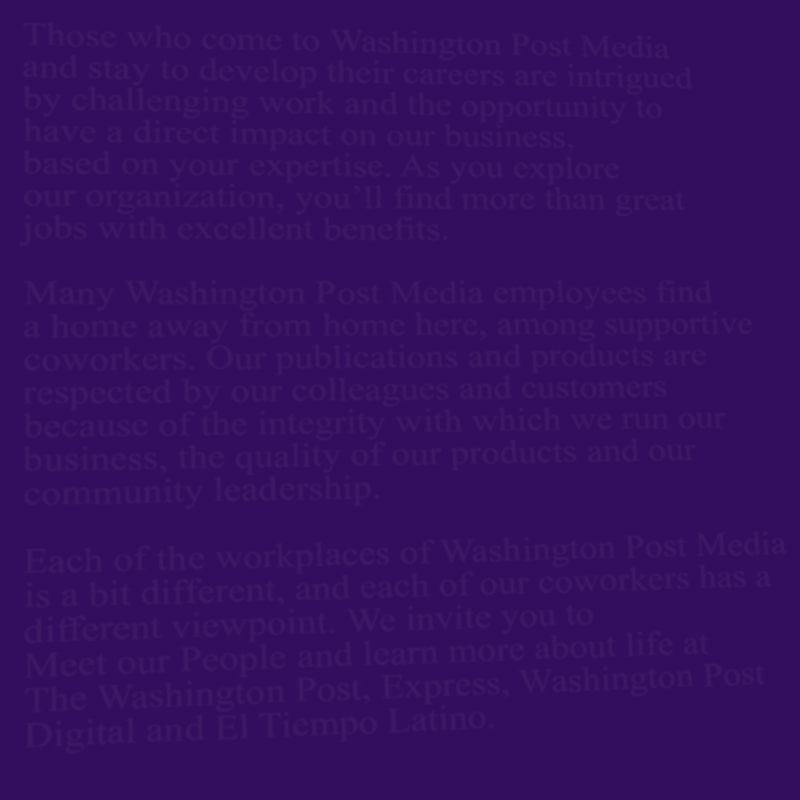 Those who come to Washington Post Media
and stay to develop their careers are intrigued
by challenging work and the opportunity to
have a direct impact on our business,
based on your expertise. As you explore
our organization, you'll find more than great
jobs with excellent benefits.
Many Washington Post Media employees find
a home away from home here, among supportive
coworkers. Our publications and products are
respected by our colleagues and customers
because of the integrity with which we run our
business, the quality of our products and our
community leadership.
Each of the workplaces of Washington Post Media
is a bit different, and each of our coworkers has a
different viewpoint. We invite you to
Meet our People and learn more about life at
The Washington Post, Express, Washington Post
Digital and El Tiempo Latino.